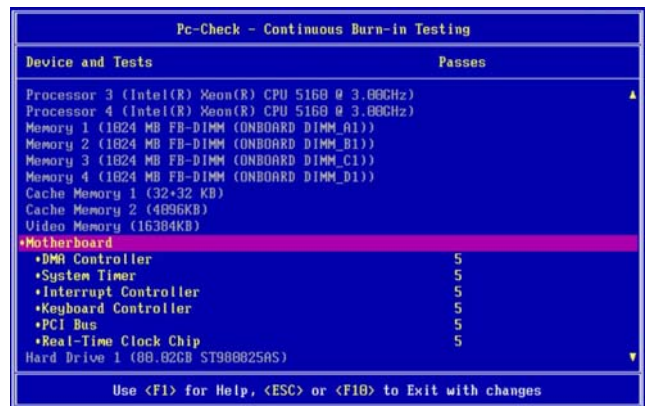 Pc-Check - Continuous Burn-in Testing
Device and Tests Passes
Processor 3 (Intel(R) Xeon(R) CPU 5160 @ 3.00GHz)
Processor 4 (Intel(R) Xeon(R) CPU 5160 @ 3.00GHz)
Memory 1 (1024 MB FB-DIMM (ONBOARD DIMM_A1))
Memory 2 (1024 MB FB-DIMM (ONBOARD DIMM_B1))
Memory 3 (1024 MB FB-DIMM (ONBOARD DIMM_C1))
Memory 4 (1024 MB FB-DIMM (ONBOARD DIMM_D1))
Cache Memory 1 (32+32 KB)
Cache Memory 2 (4096KB)
Video Memory (16384KB)
•Motherboard
•DMA Controller 5
•System Timer 5
•Interrupt Controller 5
•Keyboard Controller 5
•PCI Bus 5
•Real-Time Clock Chip 5
Hard Drive 1 (80.02GB ST980825AS)
Use <F1> for Help, <ESC> or <F10> to Exit with changes